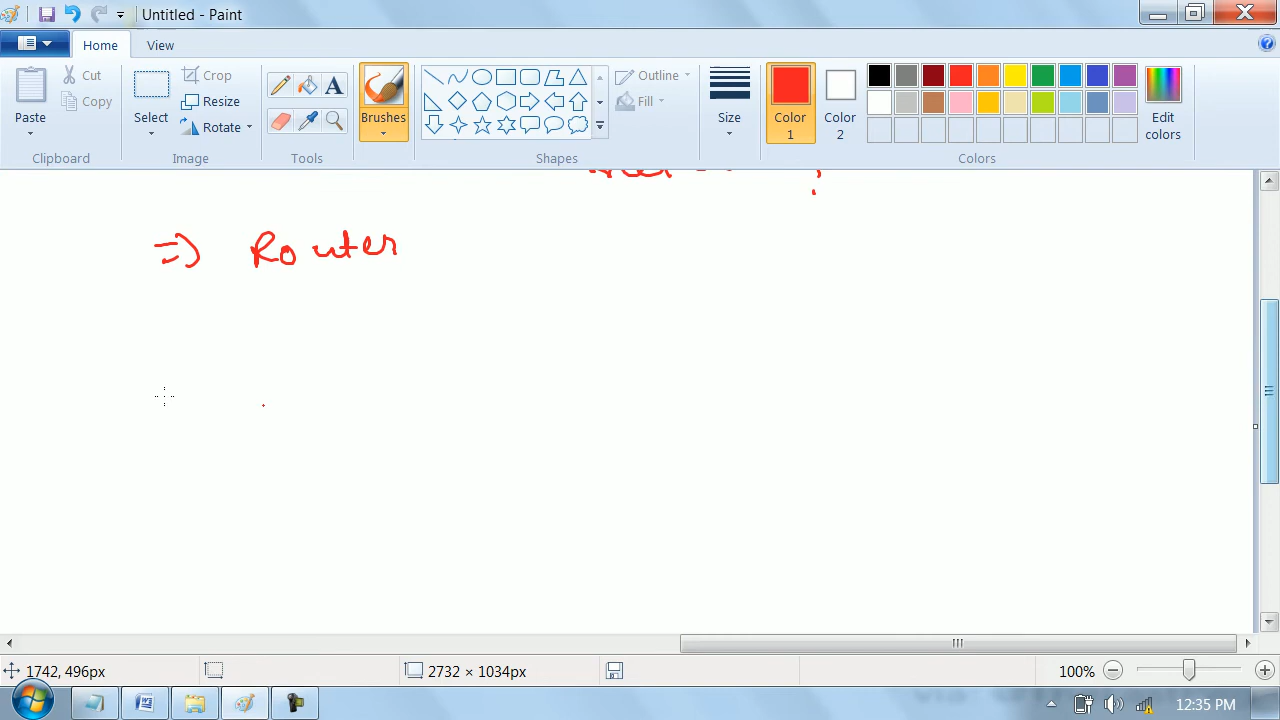 Untitled - Paint
Home View
Cut
Copy
Paste
Crop
Resize
Rotate
Select
Brushes
Outline
Fill
Size
Color 1
Color 2
Edit colors
Clipboard Image Tools Shapes Colors
=> Router
1742, 496px 2732 × 1034px 100%
12:35 PM